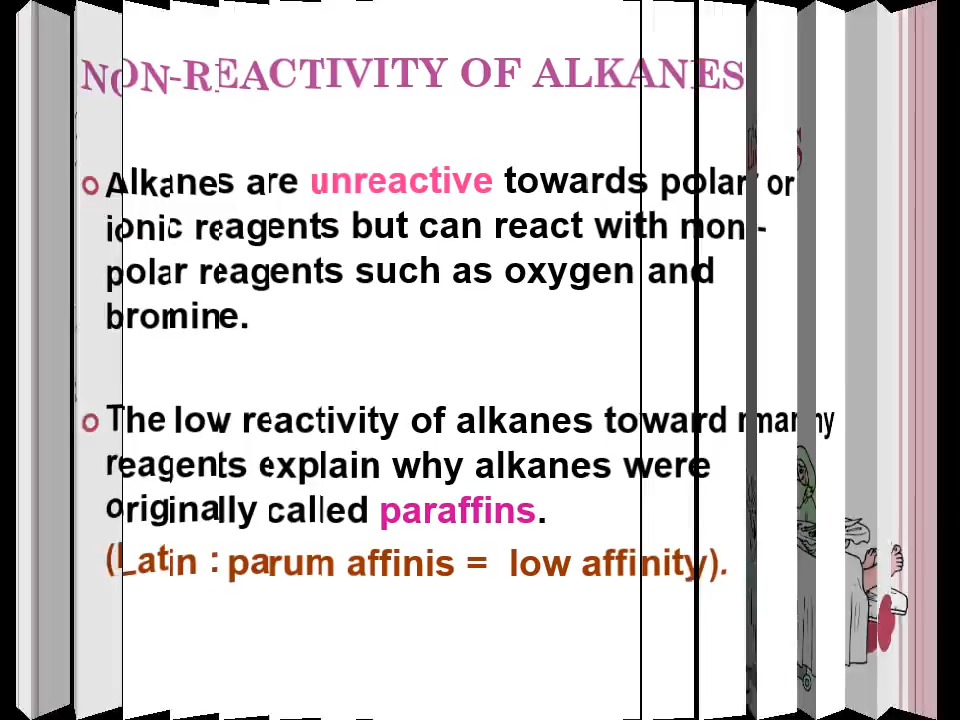 NON-REACTIVITY OF ALKANES
Alkanes are unreactive towards polar or
ionic reagents but can react with non-
polar reagents such as oxygen and
bromine.
The low reactivity of alkanes toward many
reagents explain why alkanes were
originally called paraffins.
(Latin : parum affinis = low affinity).